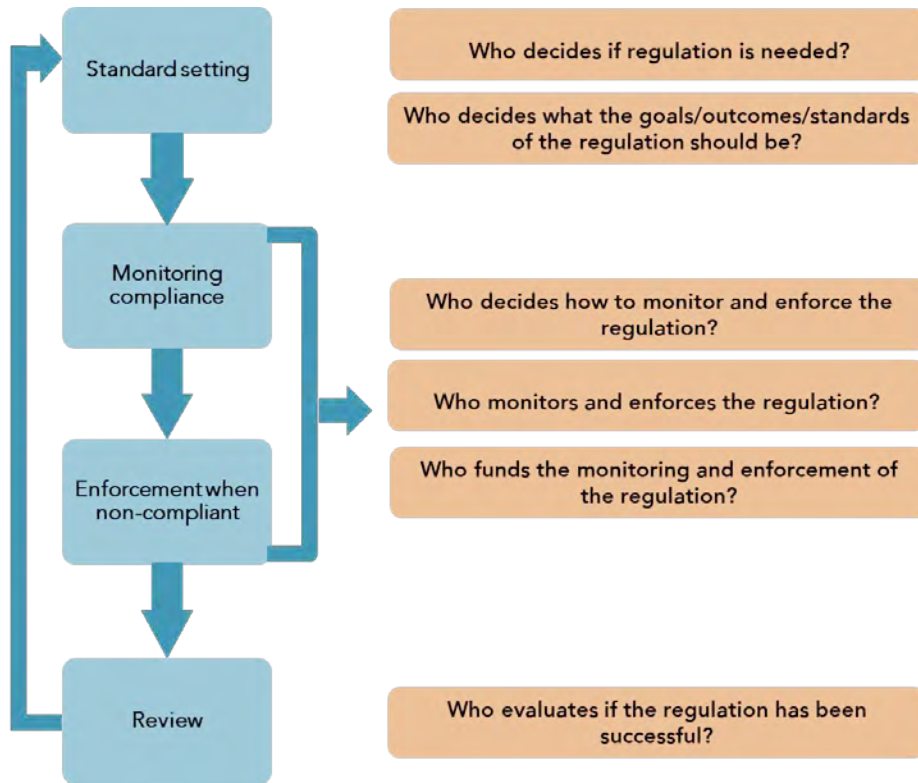 Standard setting
Who decides if regulation is needed?
Who decides what the goals/outcomes/standards
of the regulation should be?
Monitoring
compliance
Who decides how to monitor and enforce the
regulation?
Who monitors and enforces the regulation?
Enforcement when
non-compliant
Who funds the monitoring and enforcement of
the regulation?
Review
Who evaluates if the regulation has been
successful?